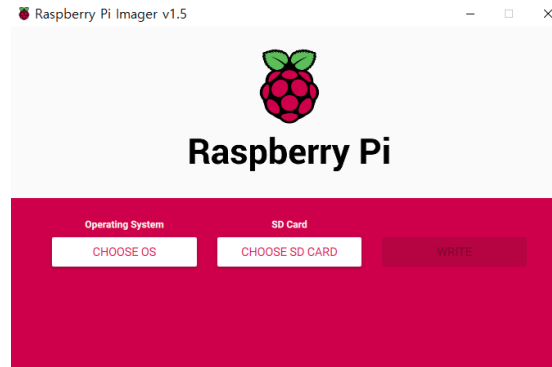 Raspberry Pi Imager v1.5
Raspberry Pi
Operating System
SD Card
CHOOSE OS
CHOOSE SD CARD
WRITE